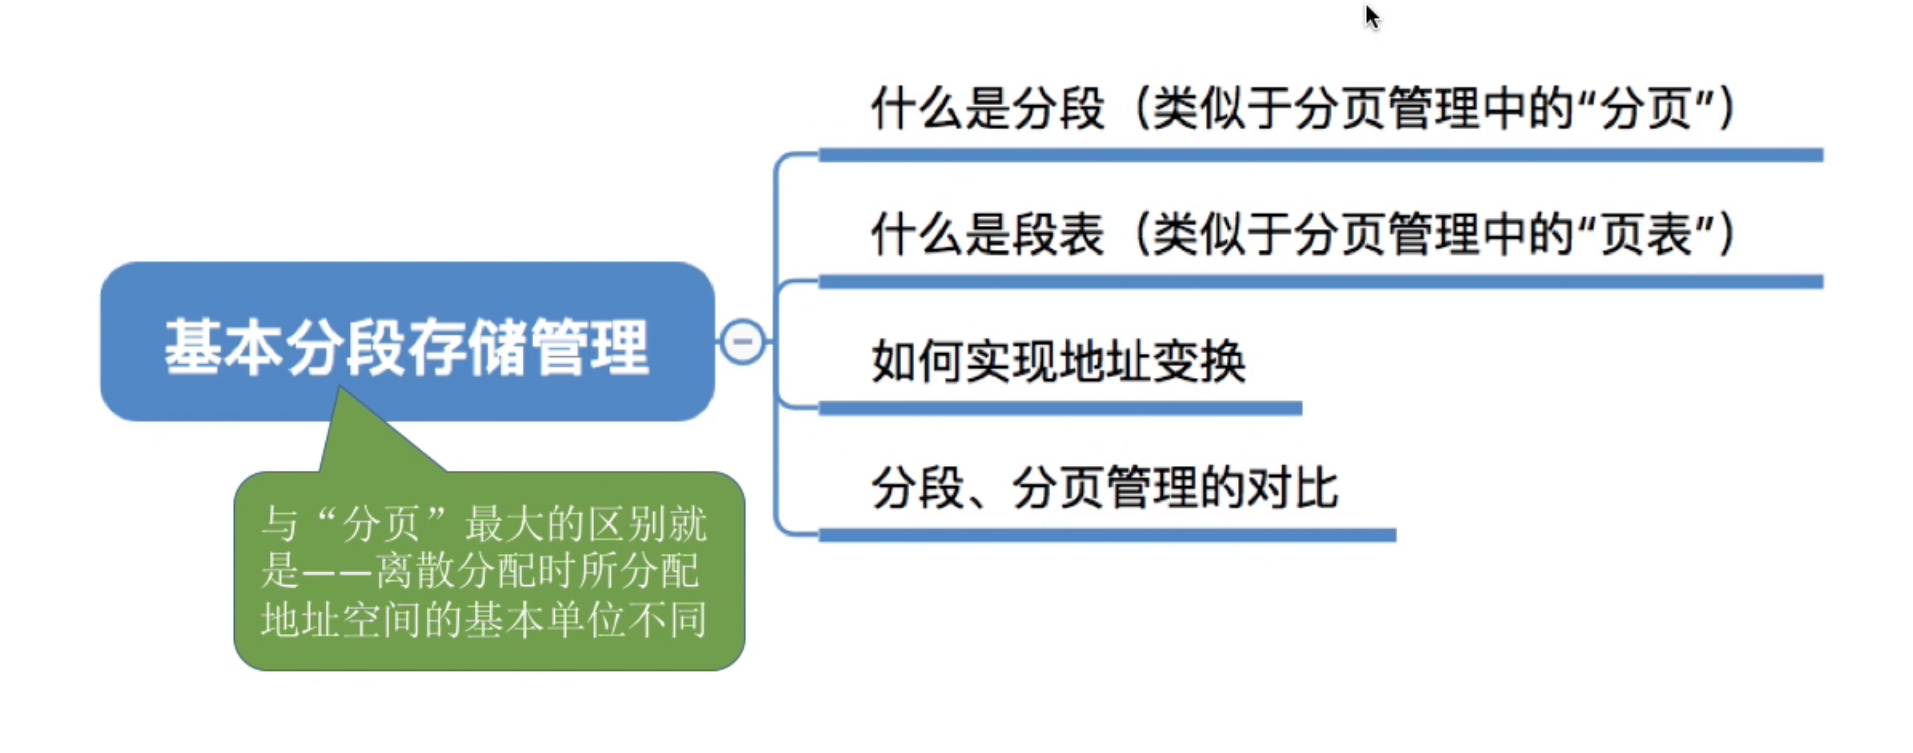 什么是分段（类似于分页管理中的“分页”）
什么是段表（类似于分页管理中的“页表”）
基本分段存储管理
如何实现地址变换
分段、分页管理的对比
与“分页”最大的区别就
是——离散分配时所分配
地址空间的基本单位不同